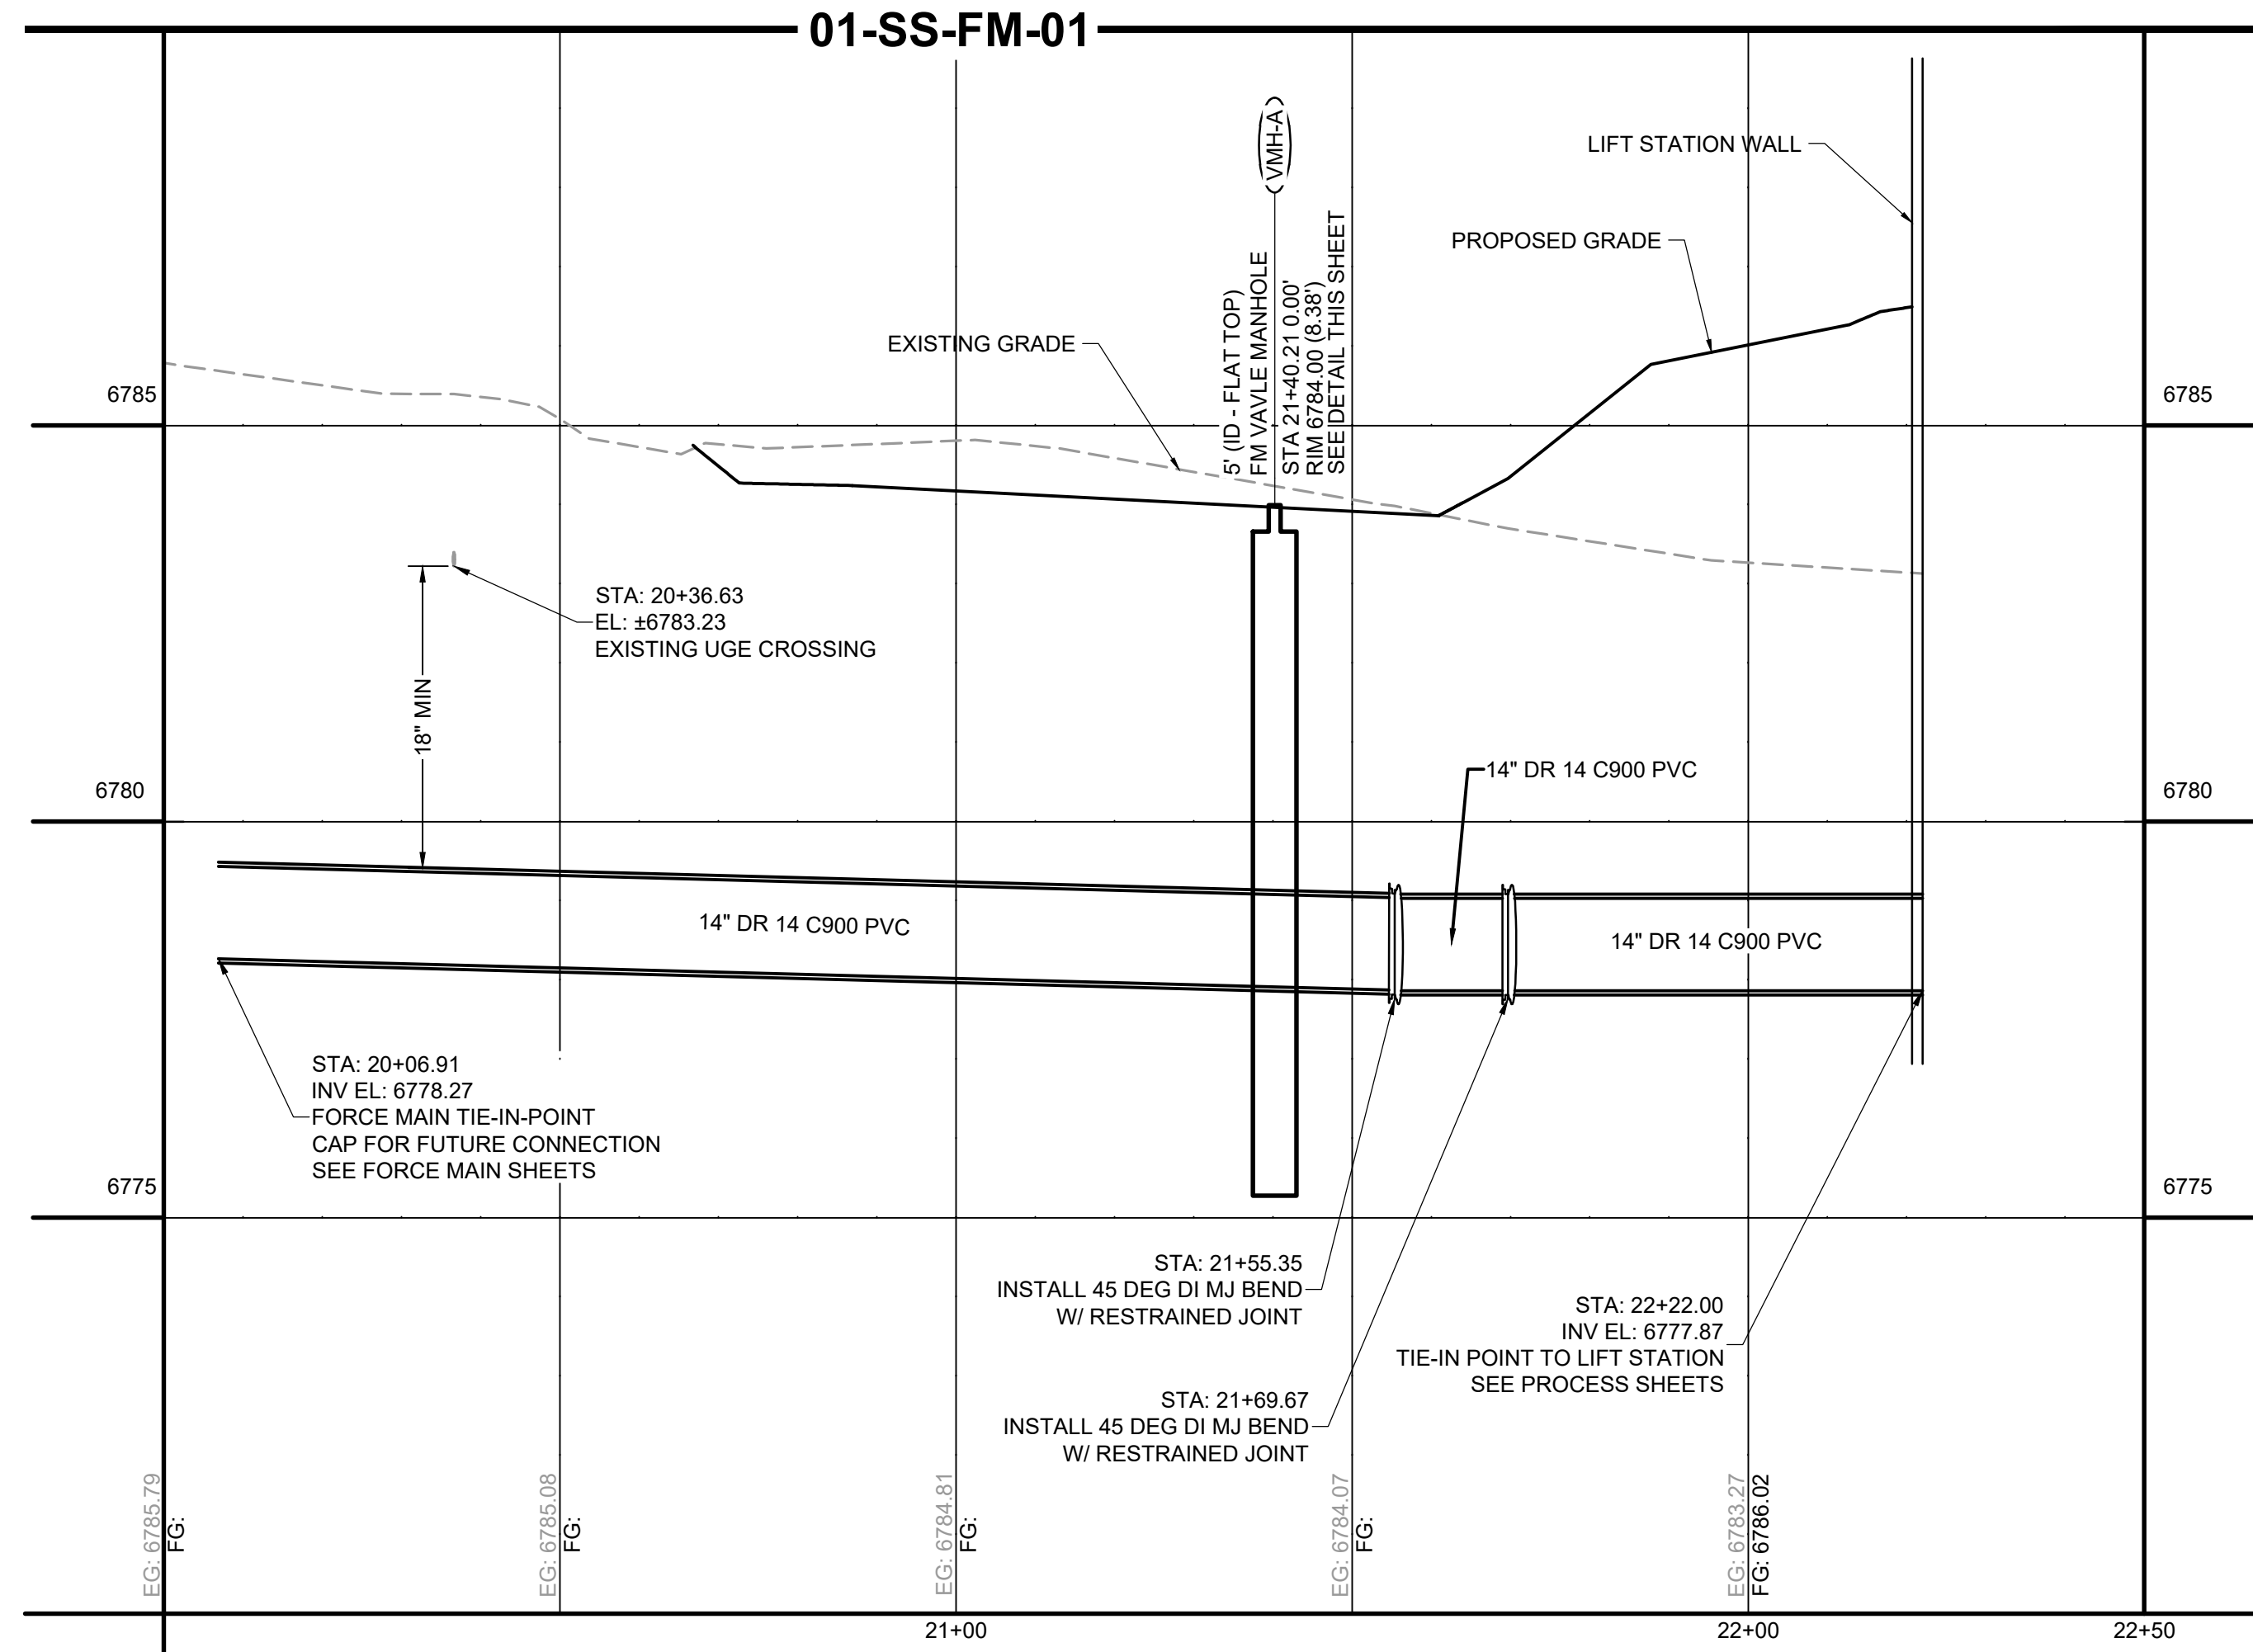 01-SS-FM-01
VMH-A
LIFT STATION WALL
PROPOSED GRADE
EXISTING GRADE
5' (ID - FLAT TOP)
FM VAVLE MANHOLE
STA 21+40.21 0.00'
RIM 6784.00 (8.38')
SEE DETAIL THIS SHEET
6785
6785
STA: 20+36.63
EL: ±6783.23
EXISTING UGE CROSSING
18" MIN
14" DR 14 C900 PVC
6780
6780
14" DR 14 C900 PVC
14" DR 14 C900 PVC
STA: 20+06.91
INV EL: 6778.27
FORCE MAIN TIE-IN-POINT
CAP FOR FUTURE CONNECTION
SEE FORCE MAIN SHEETS
6775
6775
STA: 21+55.35
INSTALL 45 DEG DI MJ BEND
W/ RESTRAINED JOINT
STA: 22+22.00
INV EL: 6777.87
TIE-IN POINT TO LIFT STATION
SEE PROCESS SHEETS
STA: 21+69.67
INSTALL 45 DEG DI MJ BEND
W/ RESTRAINED JOINT
EG: 6785.79
FG:
EG: 6785.08
FG:
EG: 6784.81
FG:
EG: 6784.07
FG:
EG: 6783.27
FG: 6786.02
21+00
22+00
22+50